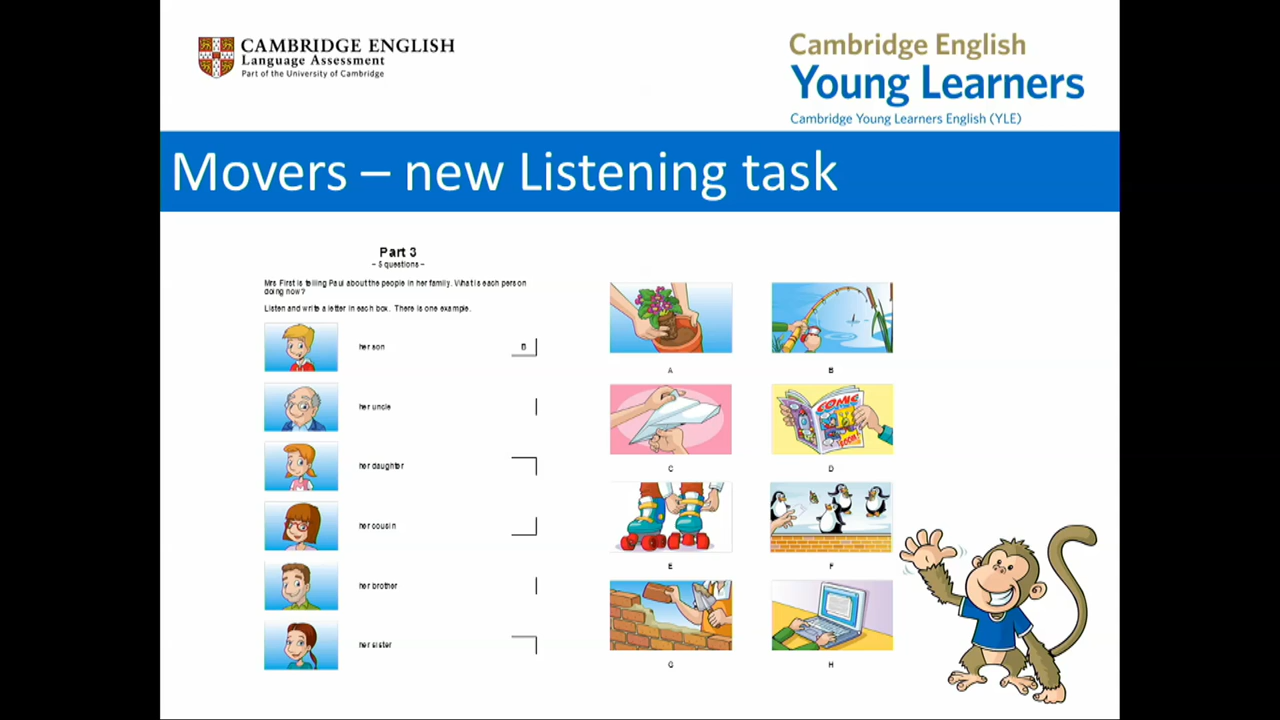 CAMBRIDGE ENGLISH
Language Assessment
Part of the University of Cambridge
Cambridge English
Young Learners
Cambridge Young Learners English (YLE)
Movers – new Listening task
Part 3
– 5 questions –
Mrs First is telling Paul about the people in her family. What is each person
doing now?
Listen and write a letter in each box. There is one example.
her son
her uncle
her daughter
her cousin
her brother
her sister
A
B
COMIC
C
D
E
F
G
H